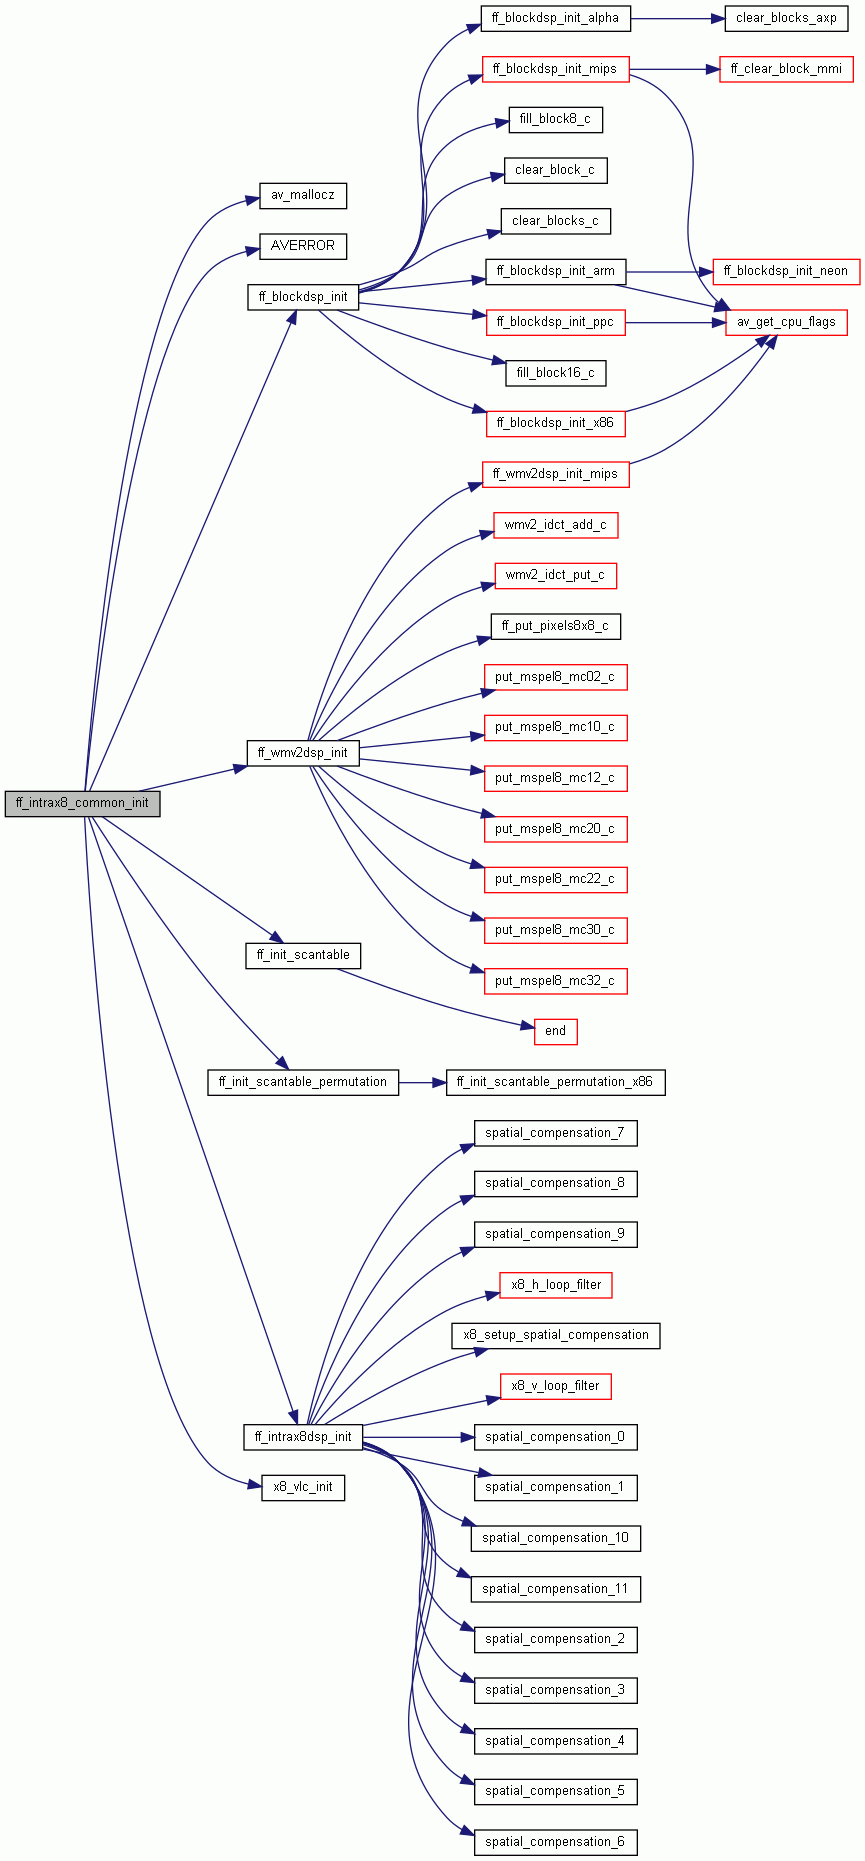 ff_blockdsp_init_alpha
clear_blocks_axp
ff_blockdsp_init_mips
ff_clear_block_mmi
fill_block8_c
clear_block_c
av_mallocz
clear_blocks_c
AVERROR
ff_blockdsp_init_arm
ff_blockdsp_init_neon
ff_blockdsp_init
ff_blockdsp_init_ppc
av_get_cpu_flags
fill_block16_c
ff_blockdsp_init_x86
ff_wmv2dsp_init_mips
wmv2_idct_add_c
wmv2_idct_put_c
ff_put_pixels8x8_c
put_mspel8_mc02_c
put_mspel8_mc10_c
ff_wmv2dsp_init
put_mspel8_mc12_c
ff_intrax8_common_init
put_mspel8_mc20_c
put_mspel8_mc22_c
put_mspel8_mc30_c
ff_init_scantable
put_mspel8_mc32_c
end
ff_init_scantable_permutation
ff_init_scantable_permutation_x86
spatial_compensation_7
spatial_compensation_8
spatial_compensation_9
x8_h_loop_filter
x8_setup_spatial_compensation
x8_v_loop_filter
ff_intrax8dsp_init
spatial_compensation_0
x8_vlc_init
spatial_compensation_1
spatial_compensation_10
spatial_compensation_11
spatial_compensation_2
spatial_compensation_3
spatial_compensation_4
spatial_compensation_5
spatial_compensation_6